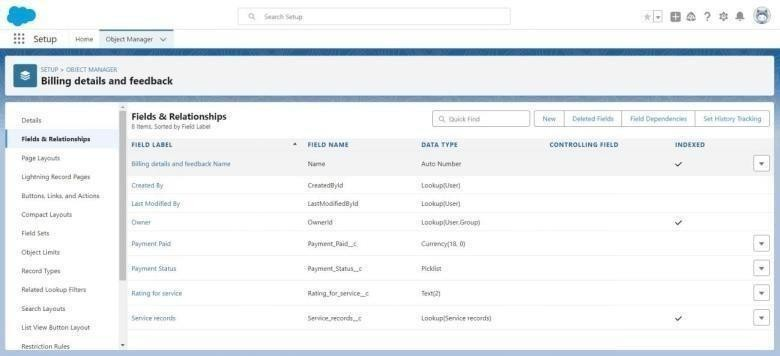 Search Setup
Setup Home Object Manager
SETUP > OBJECT MANAGER
Billing details and feedback
Details
Fields & Relationships
Page Layouts
Lightning Record Pages
Buttons, Links, and Actions
Compact Layouts
Field Sets
Object Limits
Record Types
Related Lookup Filters
Search Layouts
List View Button Layout
Restriction Rules
Fields & Relationships
8 Items, Sorted by Field Label
Quick Find New Deleted Fields Field Dependencies Set History Tracking
FIELD LABEL FIELD NAME DATA TYPE CONTROLLING FIELD INDEXED
Billing details and feedback Name Name Auto Number
Created By CreatedById Lookup(User)
Last Modified By LastModifiedById Lookup(User)
Owner OwnerId Lookup(User,Group)
Payment Paid Payment_Paid__c Currency(18, 0)
Payment Status Payment_Status__c Picklist
Rating for service Rating_for_service__c Text(2)
Service records Service_records__c Lookup(Service records)